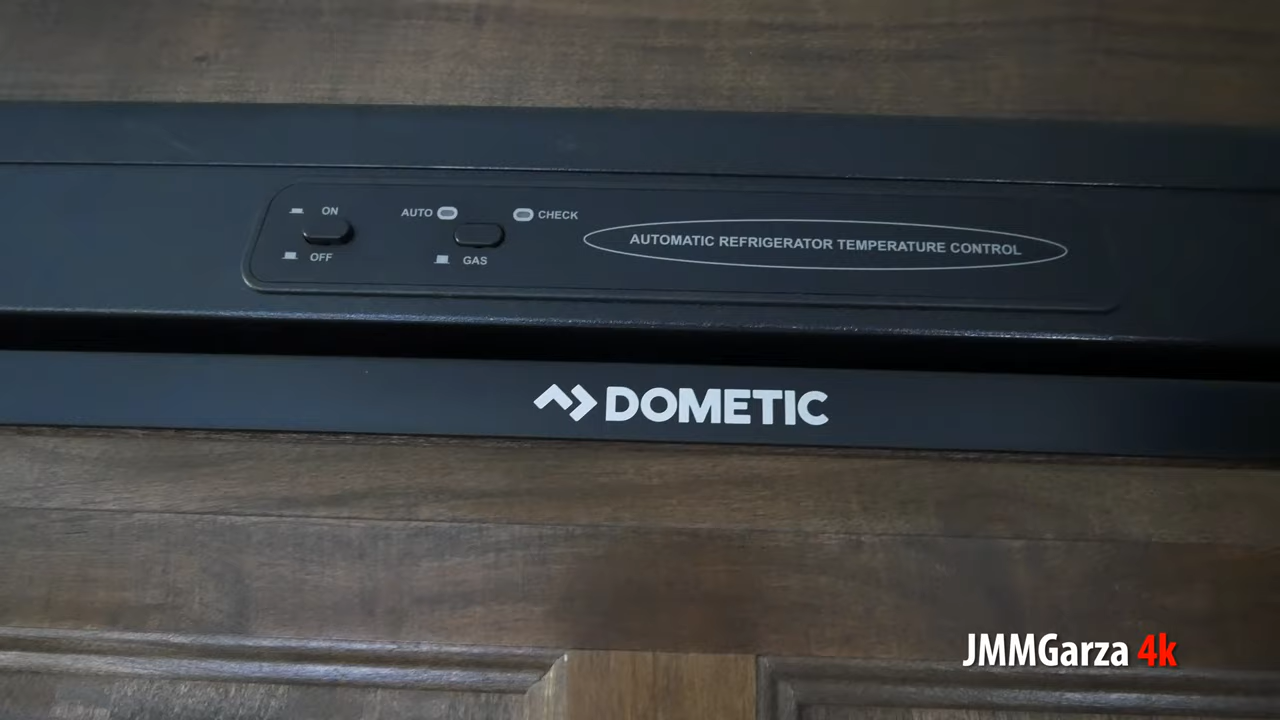 ON
OFF
AUTO
CHECK
GAS
AUTOMATIC REFRIGERATOR TEMPERATURE CONTROL
DOMETIC
JMMGarza 4k